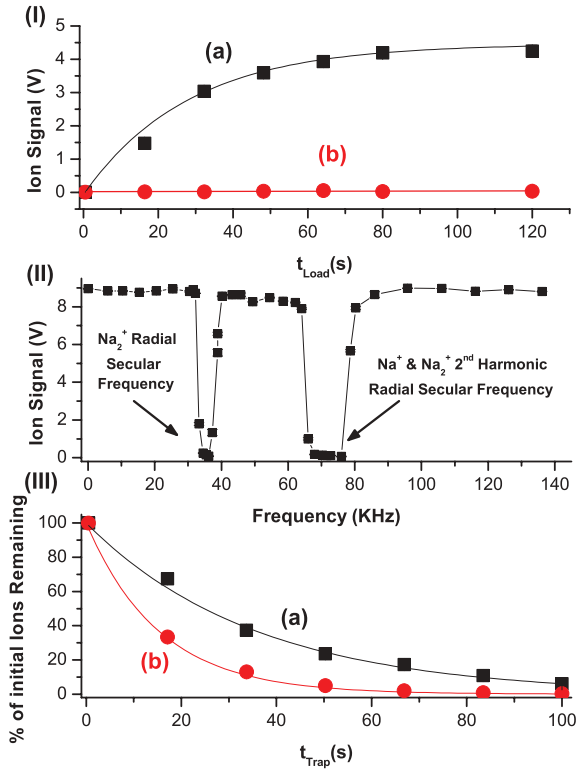 (I)
Ion Signal (V)
5
4
3
2
1
0
(a)
(b)
0 20 40 60 80 100 120
t_Load(s)
(II)
Ion Signal (V)
8
6
4
2
0
Na₂⁺ Radial
Secular
Frequency
Na⁺ & Na₂⁺ 2ⁿᵈ Harmonic
Radial Secular Frequency
0 20 40 60 80 100 120 140
Frequency (KHz)
(III)
% of initial Ions Remaining
100
80
60
40
20
0
(a)
(b)
0 20 40 60 80 100
t_Trap(s)